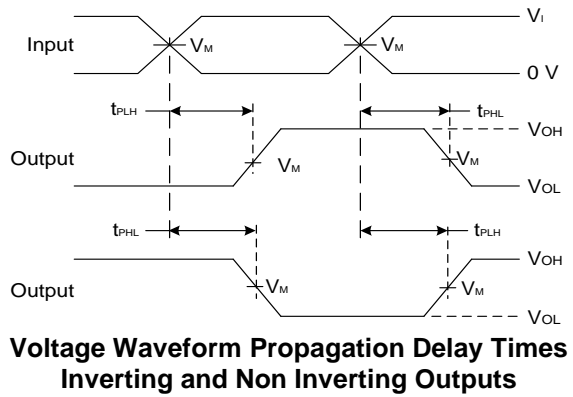 Input
VM
VM
VI
0 V
tPLH
tPHL
Output
VM
VM
VOH
VOL
tPHL
tPLH
Output
VM
VM
VOH
VOL
Voltage Waveform Propagation Delay Times
Inverting and Non Inverting Outputs